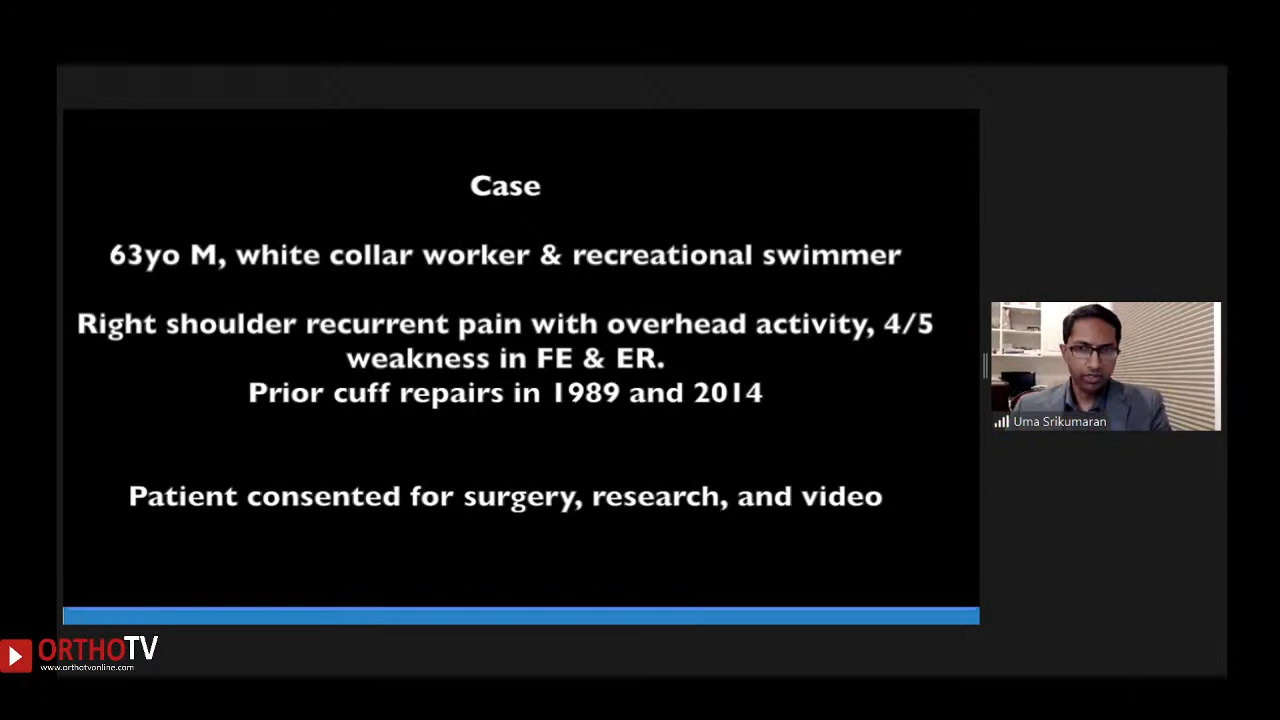 Case
63yo M, white collar worker & recreational swimmer
Right shoulder recurrent pain with overhead activity, 4/5
weakness in FE & ER.
Prior cuff repairs in 1989 and 2014
Patient consented for surgery, research, and video
Uma Srikumaran
ORTHOTV
www.orthotvonline.com